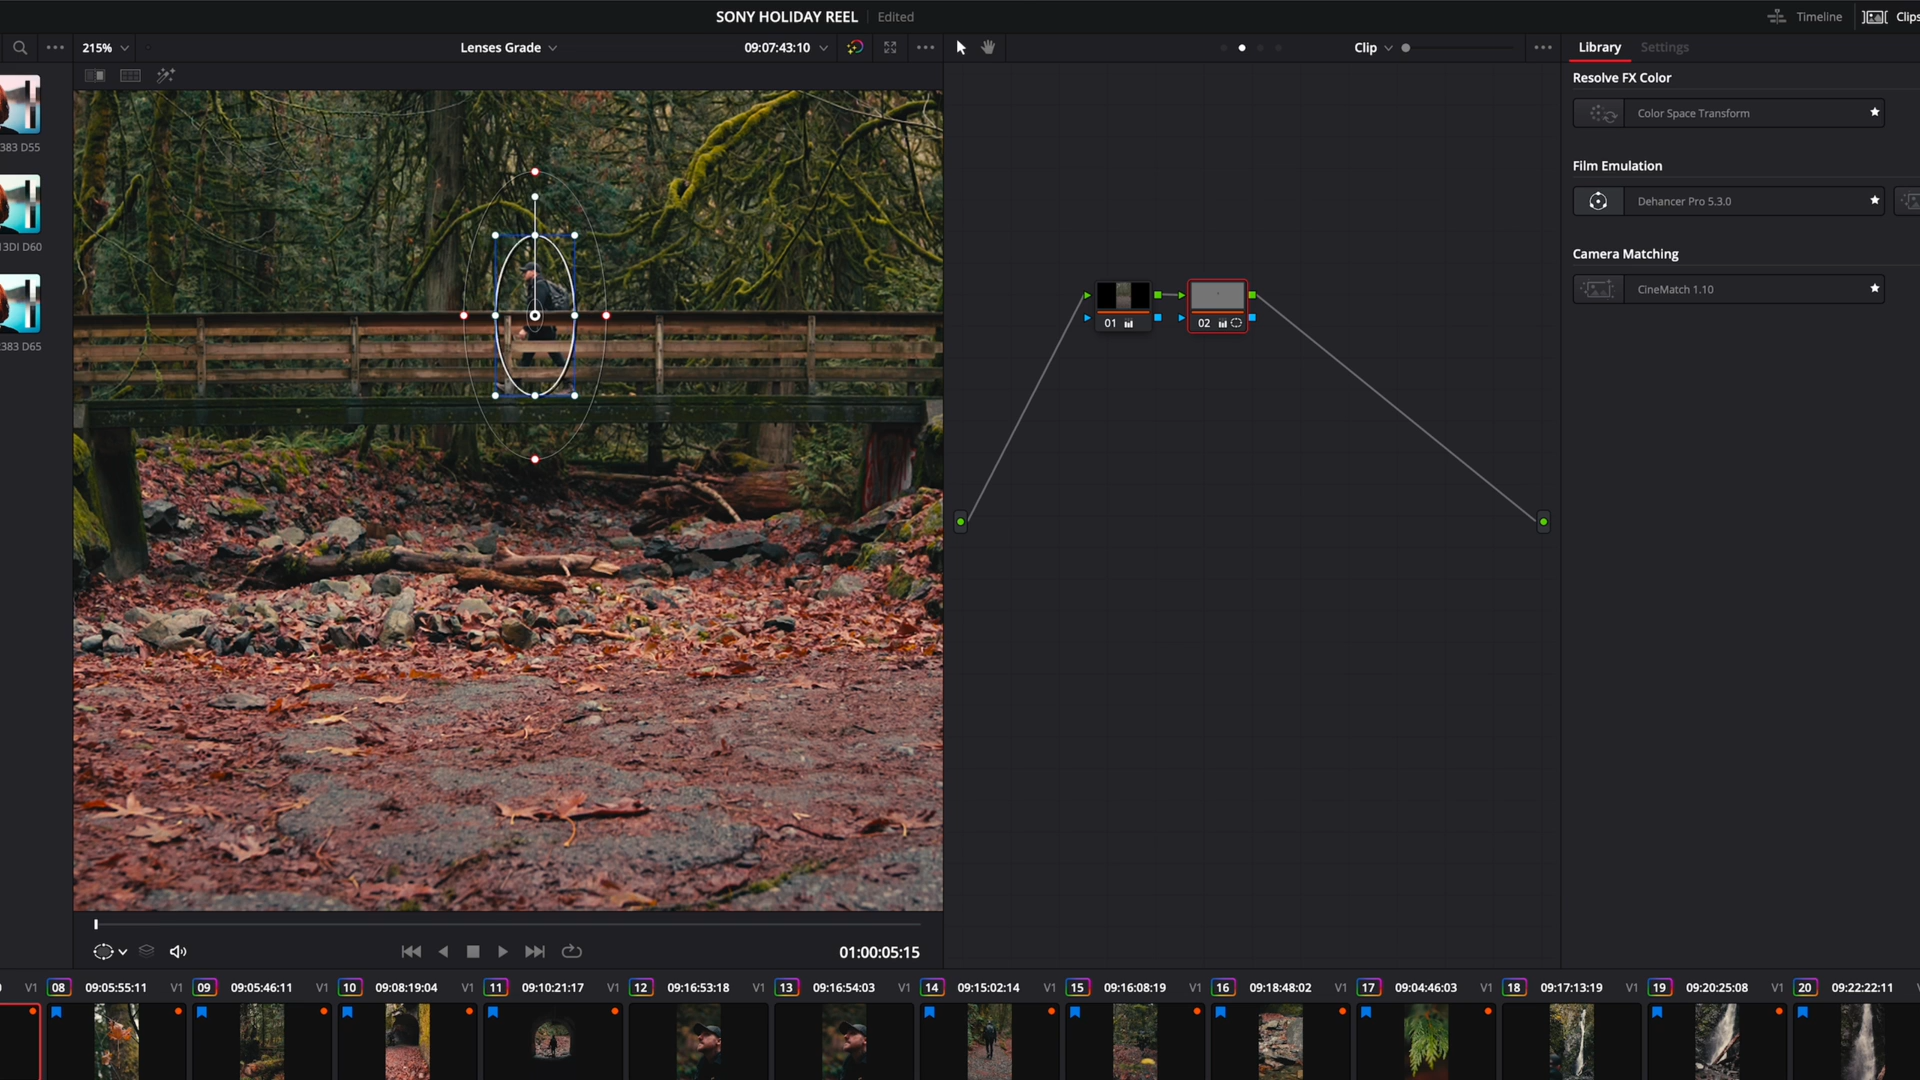 SONY HOLIDAY REEL Edited
Timeline Clips
215% Lenses Grade 09:07:43:10 Clip Library Settings
Resolve FX Color
Color Space Transform
383 D55
Film Emulation
Dehancer Pro 5.3.0
13DI D60
Camera Matching
CineMatch 1.10
383 D65
01 02
01:00:05:15
V1 08 09:05:55:11 V1 09 09:05:46:11 V1 10 09:08:19:04 V1 11 09:10:21:17 V1 12 09:16:53:18 V1 13 09:16:54:03 V1 14 09:15:02:14 V1 15 09:16:08:19 V1 16 09:18:48:02 V1 17 09:04:46:03 V1 18 09:17:13:19 V1 19 09:20:25:08 V1 20 09:22:22:11 V1